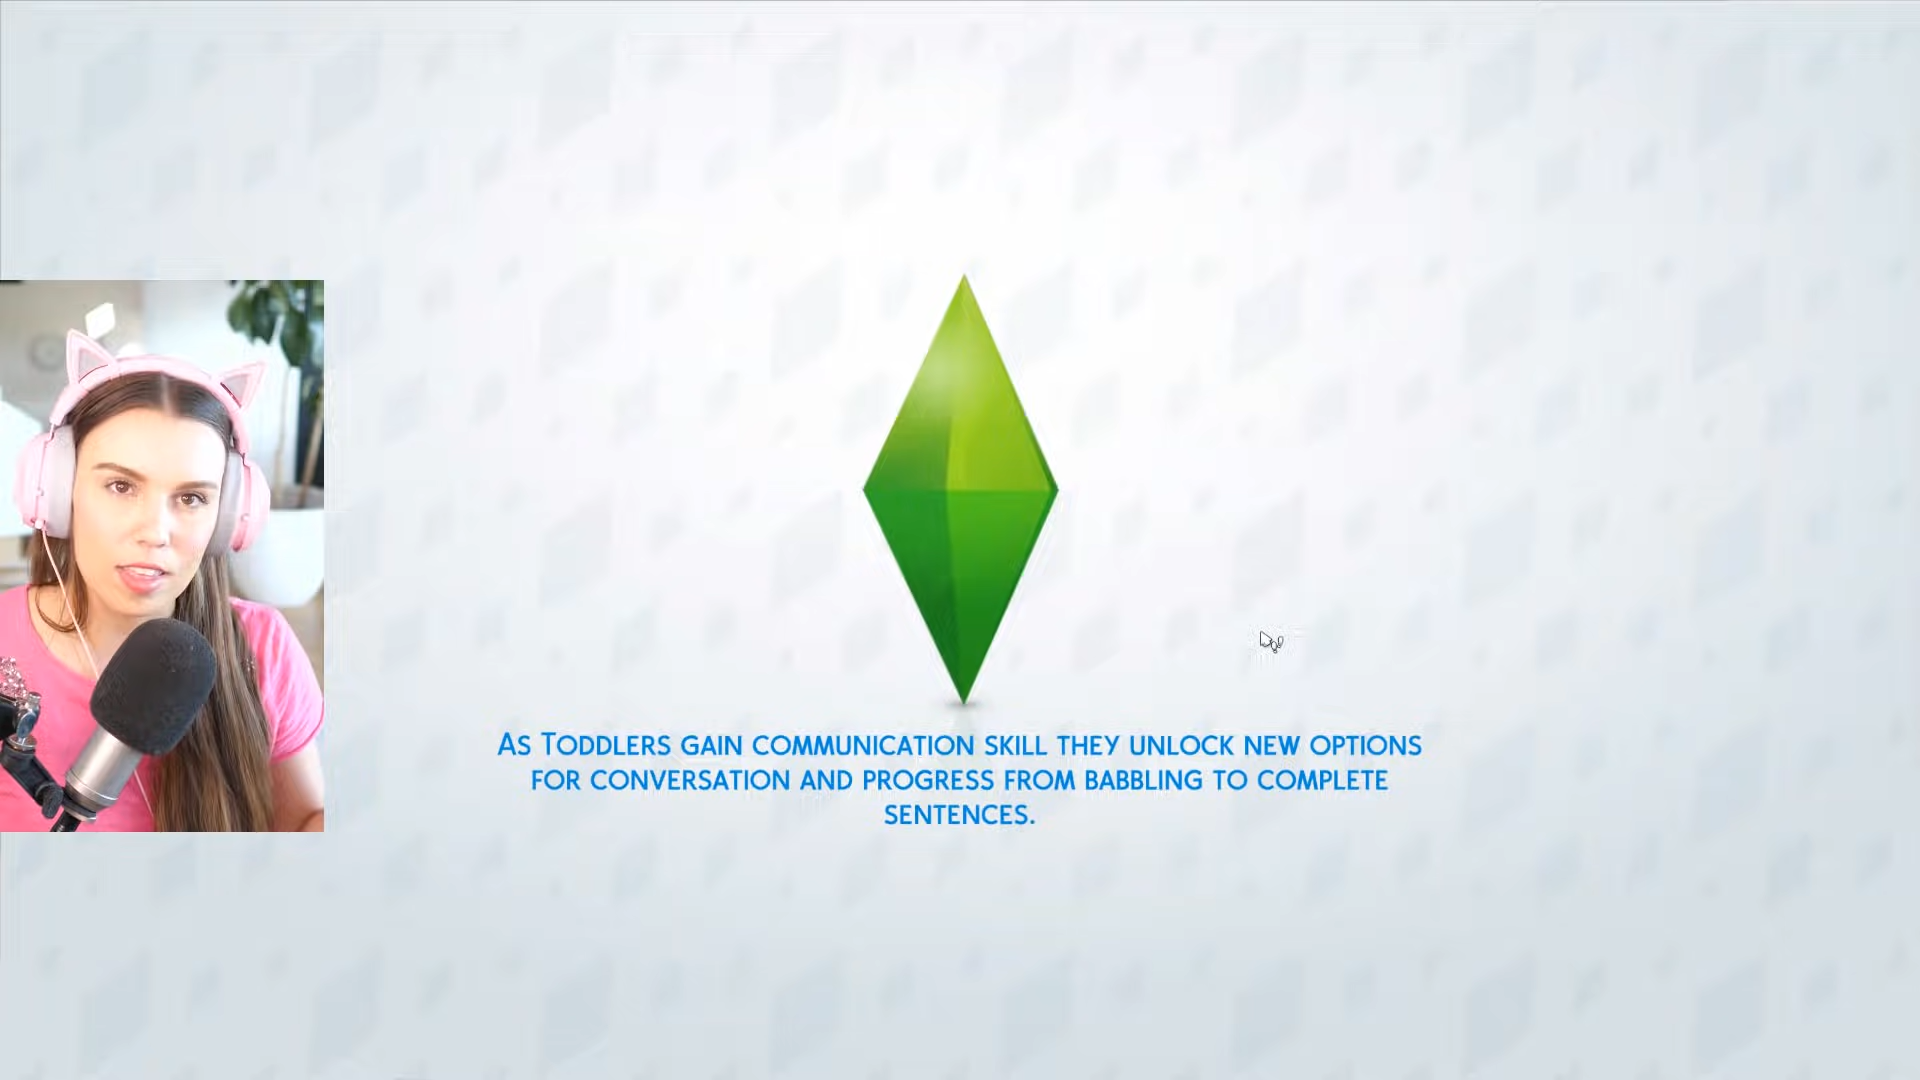 As Toddlers gain communication skill they unlock new options
for conversation and progress from babbling to complete
sentences.